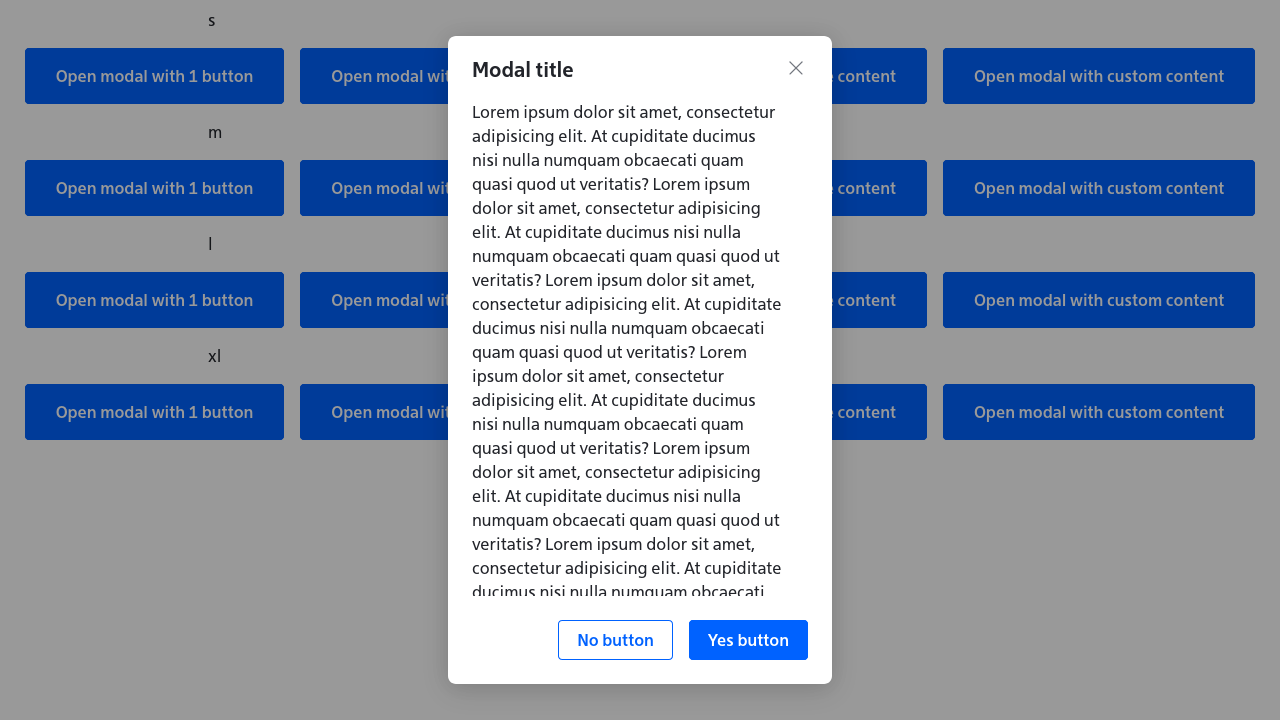 s
Open modal with 1 button
Open modal wit
content
Open modal with custom content
m
Open modal with 1 button
Open modal wit
content
Open modal with custom content
l
Open modal with 1 button
Open modal wit
content
Open modal with custom content
xl
Open modal with 1 button
Open modal wit
content
Open modal with custom content
Modal title
Lorem ipsum dolor sit amet, consectetur
adipisicing elit. At cupiditate ducimus
nisi nulla numquam obcaecati quam
quasi quod ut veritatis? Lorem ipsum
dolor sit amet, consectetur adipisicing
elit. At cupiditate ducimus nisi nulla
numquam obcaecati quam quasi quod ut
veritatis? Lorem ipsum dolor sit amet,
consectetur adipisicing elit. At cupiditate
ducimus nisi nulla numquam obcaecati
quam quasi quod ut veritatis? Lorem
ipsum dolor sit amet, consectetur
adipisicing elit. At cupiditate ducimus
nisi nulla numquam obcaecati quam
quasi quod ut veritatis? Lorem ipsum
dolor sit amet, consectetur adipisicing
elit. At cupiditate ducimus nisi nulla
numquam obcaecati quam quasi quod ut
veritatis? Lorem ipsum dolor sit amet,
consectetur adipisicing elit. At cupiditate
ducimus nisi nulla numquam obcaecati
No button
Yes button